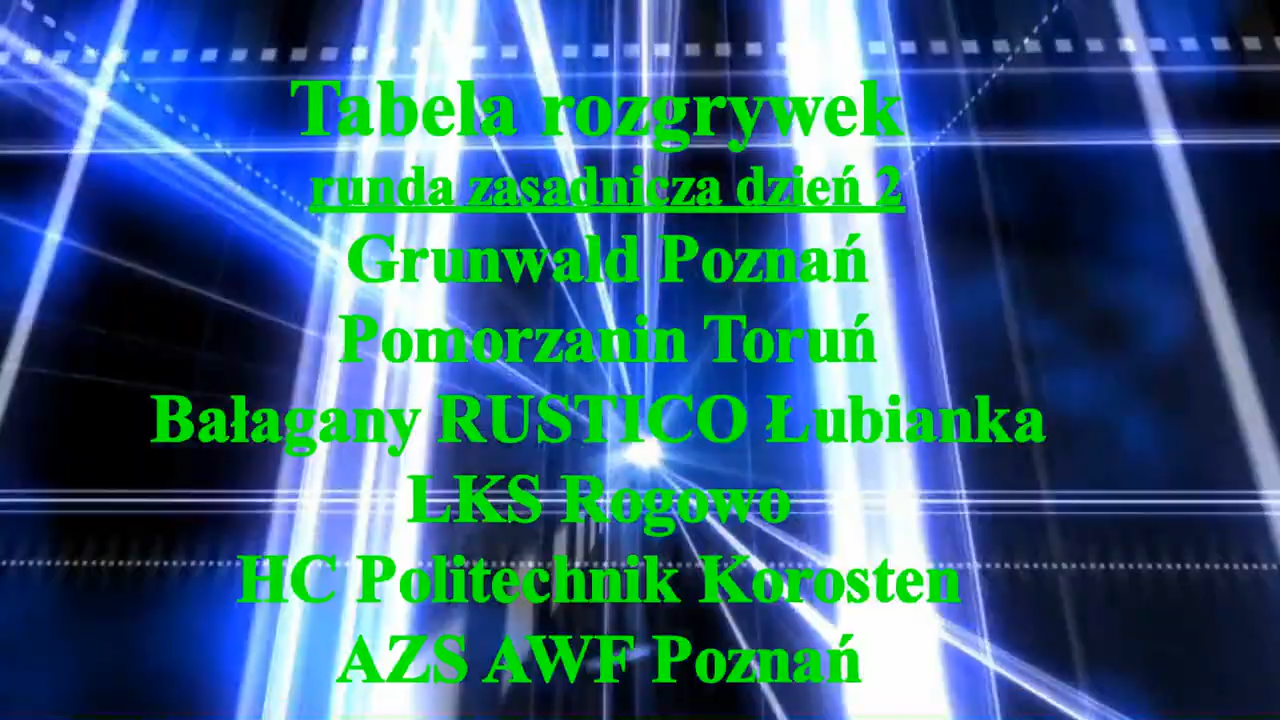 Tabela rozgrywek
runda zasadnicza dzień 2
Grunwald Poznań
Pomorzanin Toruń
Bałagany RUSTICO Łubianka
LKS Rogowo
HC Politechnik Korosten
AZS AWF Poznań